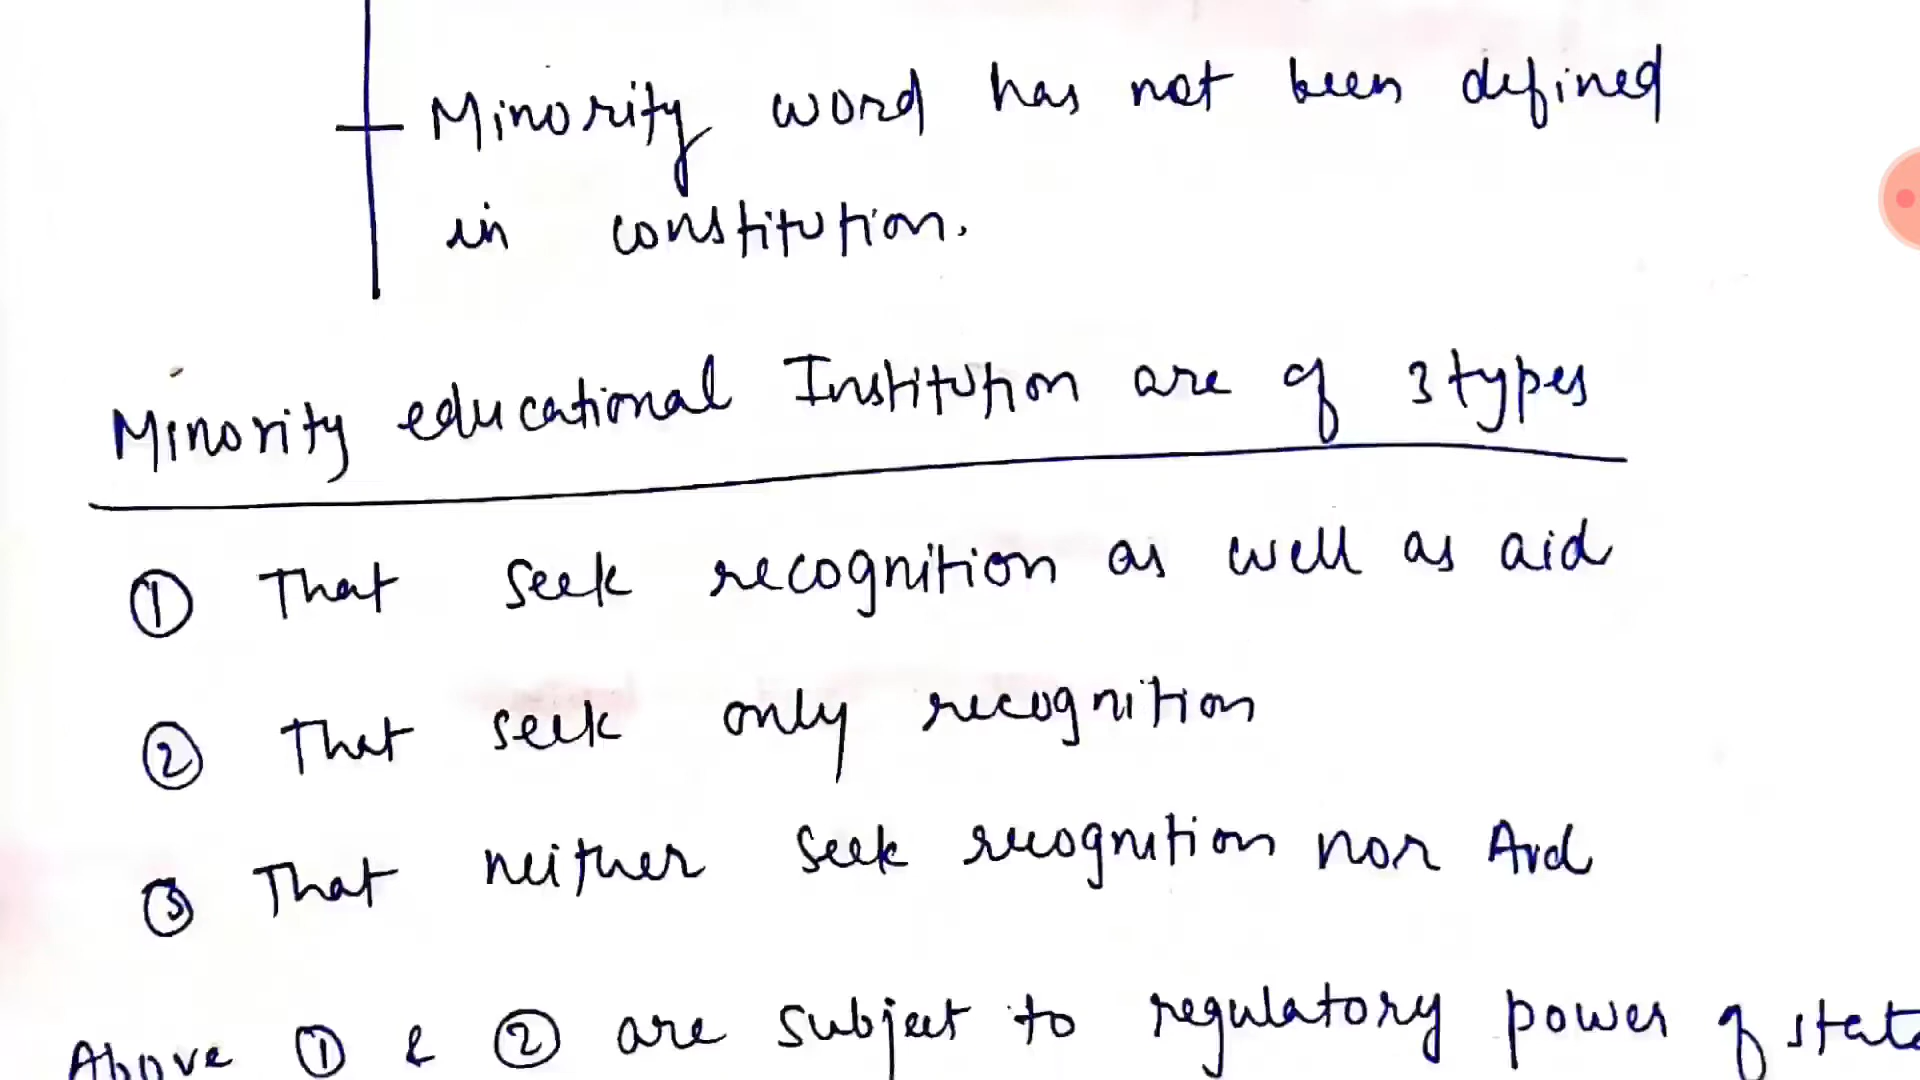 Minority word has not been defined
in constitution.
Minority educational Institution are of 3 types
① That seek recognition as well as aid
② That seek only recognition
③ That neither seek recognition nor Aid
Above ① & ② are subject to regulatory power of state